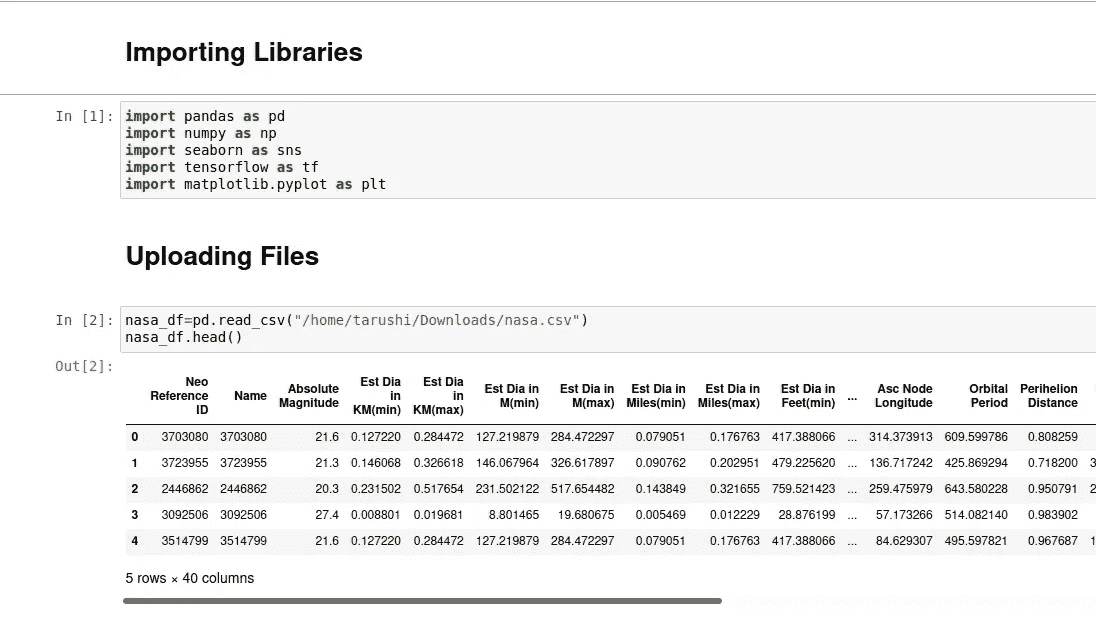 Importing Libraries
In [1]: import pandas as pd
import numpy as np
import seaborn as sns
import tensorflow as tf
import matplotlib.pyplot as plt
Uploading Files
In [2]: nasa_df=pd.read_csv("/home/tarushi/Downloads/nasa.csv")
nasa_df.head()
Out[2]:
Neo Reference ID Name Absolute Magnitude Est Dia in KM(min) Est Dia in KM(max) Est Dia in M(min) Est Dia in M(max) Est Dia in Miles(min) Est Dia in Miles(max) Est Dia in Feet(min) ... Asc Node Longitude Orbital Period Perihelion Distance
0 3703080 3703080 21.6 0.127220 0.284472 127.219879 284.472297 0.079051 0.176763 417.388066 ... 314.373913 609.599786 0.808259
1 3723955 3723955 21.3 0.146068 0.326618 146.067964 326.617897 0.090762 0.202951 479.225620 ... 136.717242 425.869294 0.718200 3
2 2446862 2446862 20.3 0.231502 0.517654 231.502122 517.654482 0.143849 0.321655 759.521423 ... 259.475979 643.580228 0.950791 2
3 3092506 3092506 27.4 0.008801 0.019681 8.801465 19.680675 0.005469 0.012229 28.876199 ... 57.173266 514.082140 0.983902
4 3514799 3514799 21.6 0.127220 0.284472 127.219879 284.472297 0.079051 0.176763 417.388066 ... 84.629307 495.597821 0.967687 1
5 rows × 40 columns